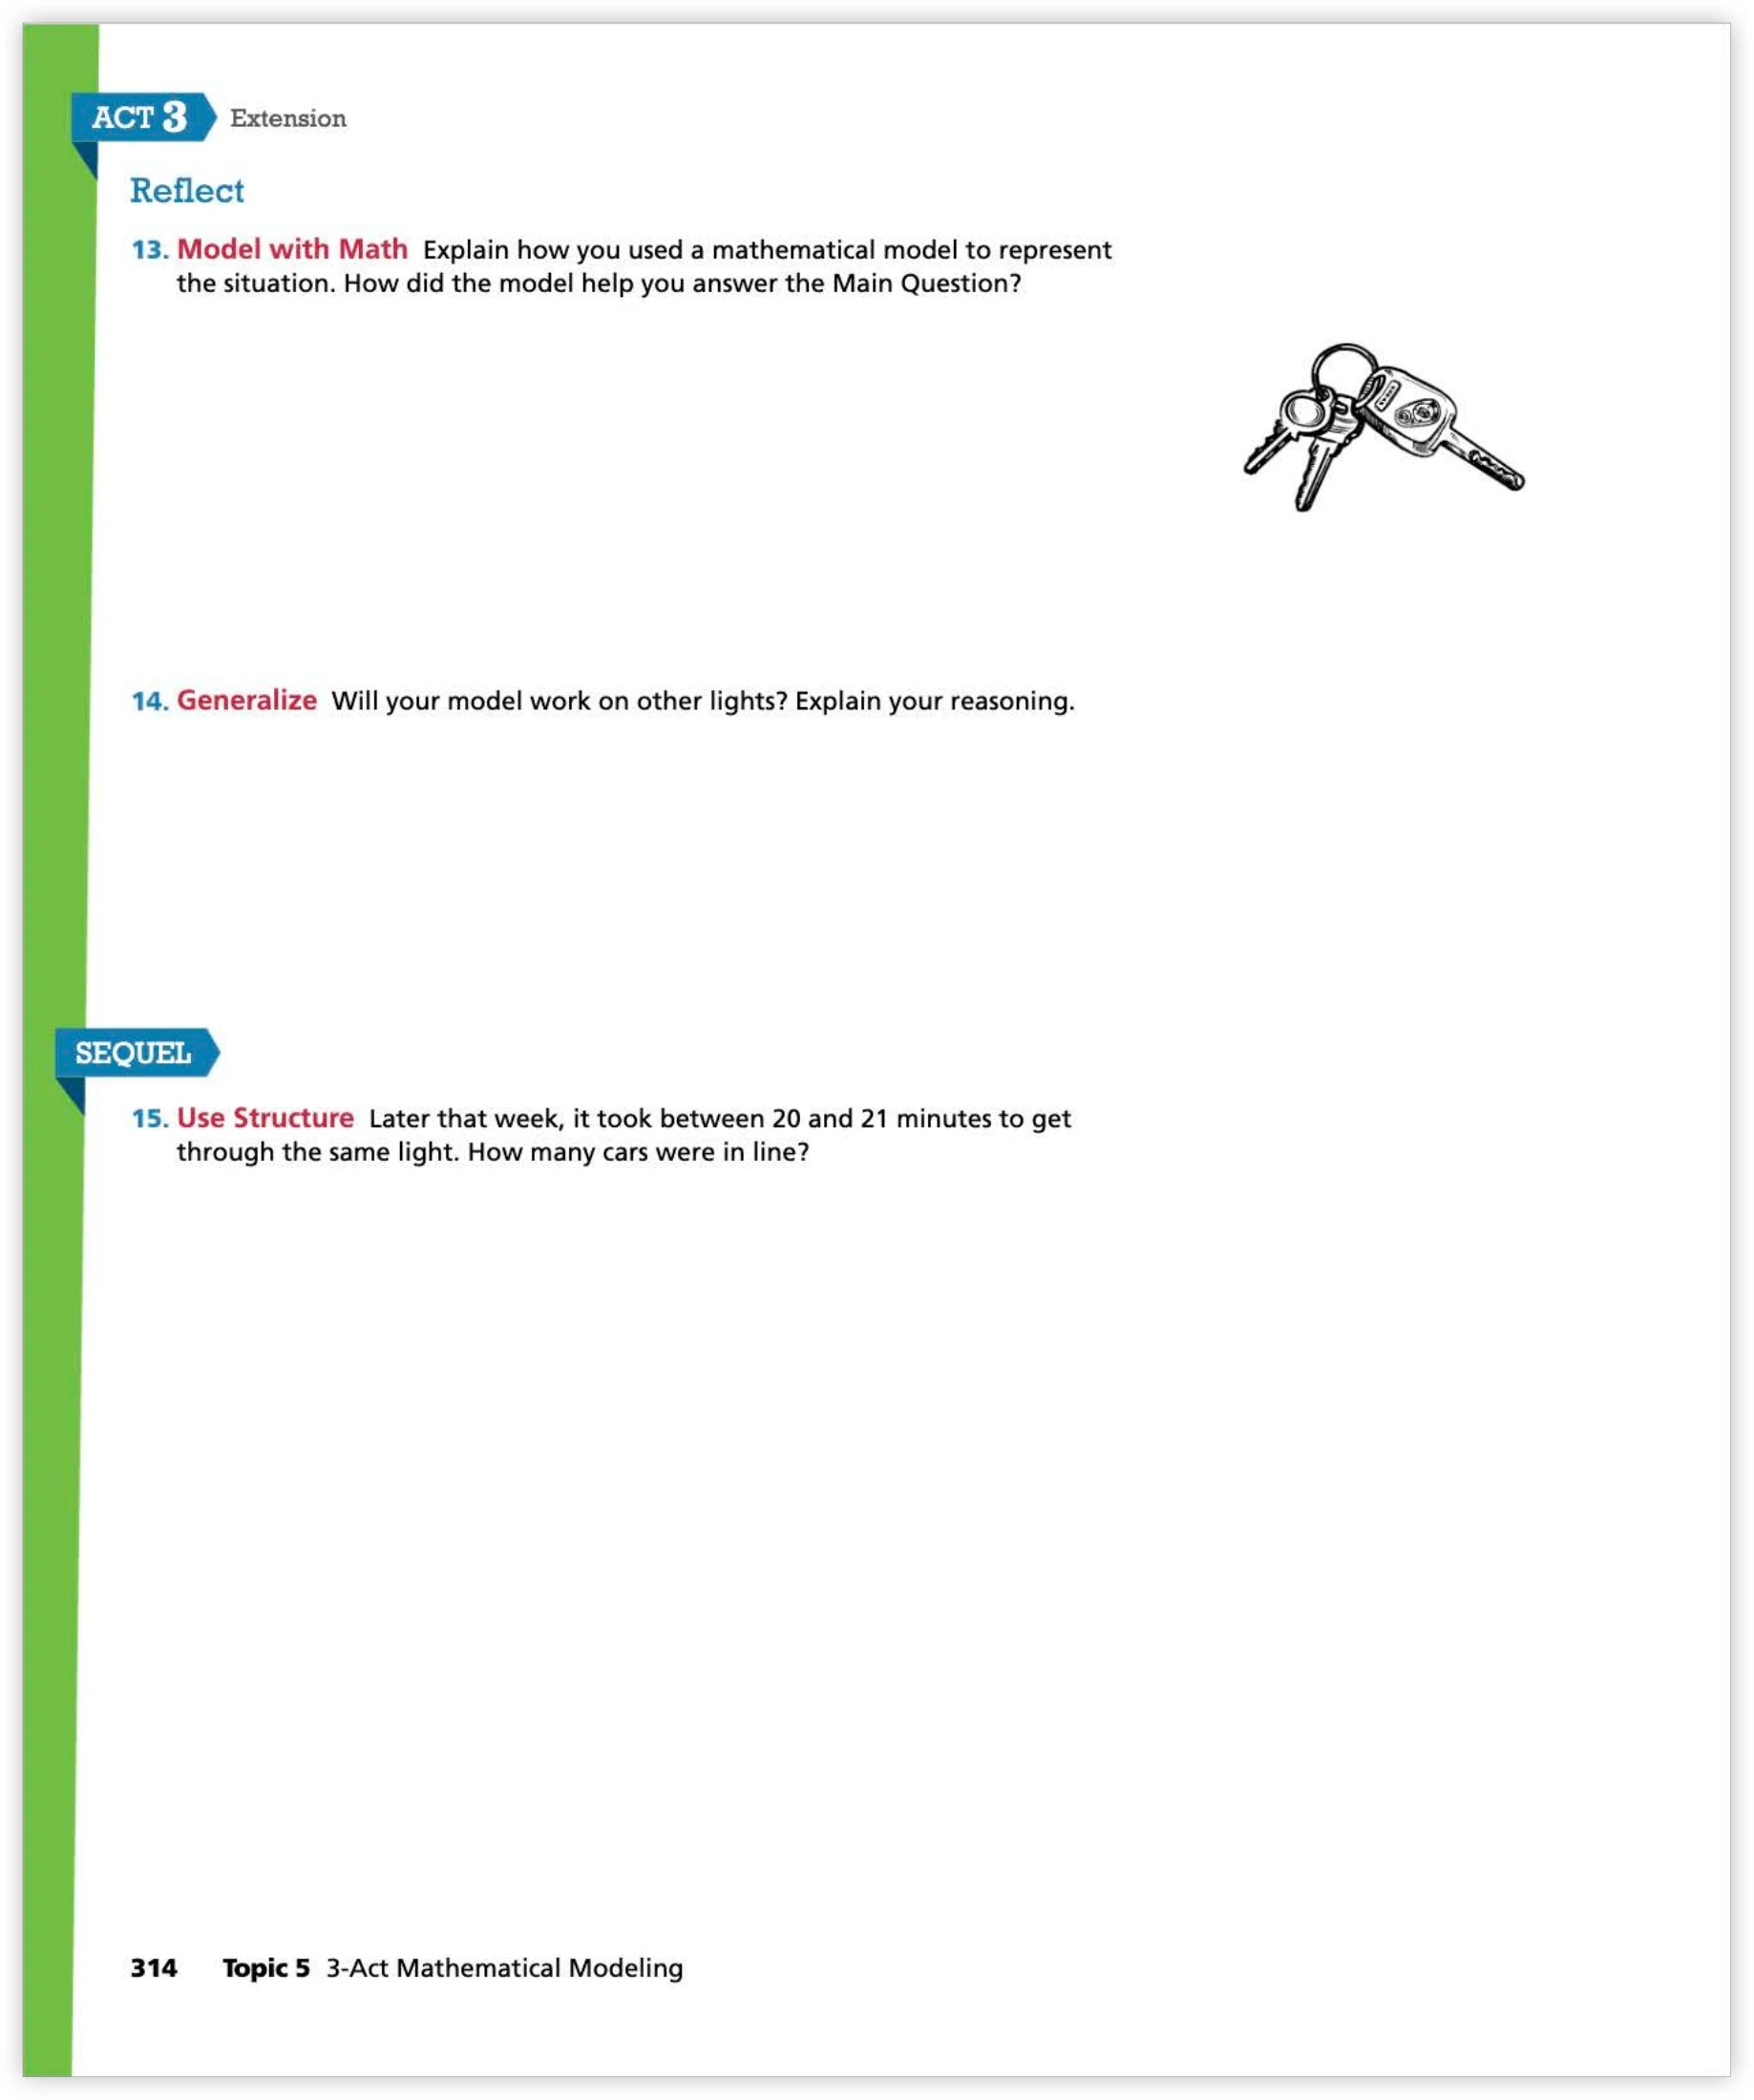 ACT 3 Extension
Reflect
13. Model with Math Explain how you used a mathematical model to represent
the situation. How did the model help you answer the Main Question?
14. Generalize Will your model work on other lights? Explain your reasoning.
SEQUEL
15. Use Structure Later that week, it took between 20 and 21 minutes to get
through the same light. How many cars were in line?
314 Topic 5 3-Act Mathematical Modeling